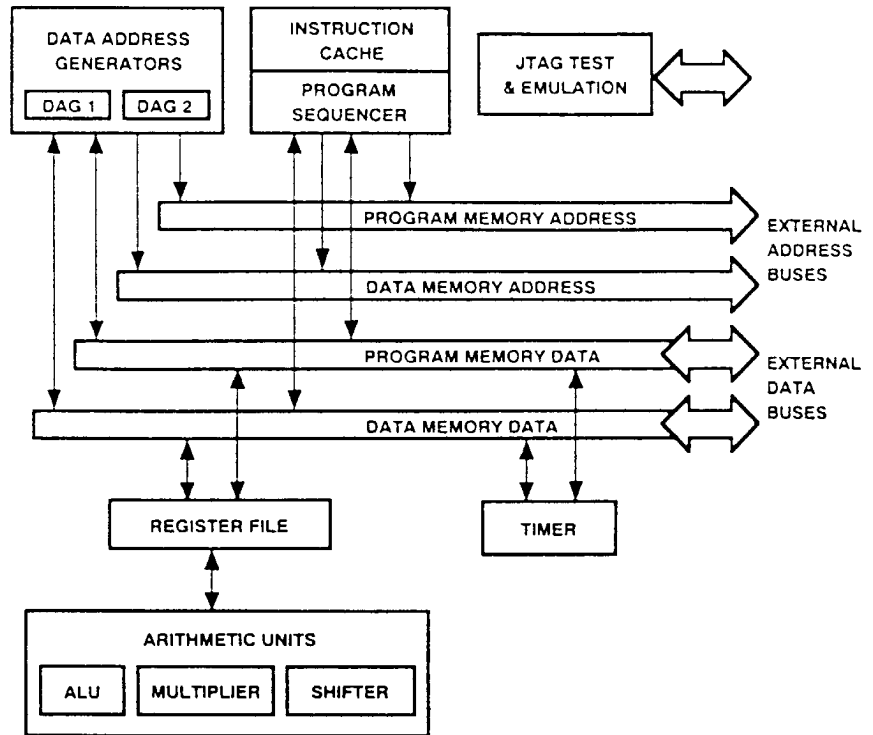 DATA ADDRESS
GENERATORS
DAG 1
DAG 2
INSTRUCTION
CACHE
PROGRAM
SEQUENCER
JTAG TEST
& EMULATION
PROGRAM MEMORY ADDRESS
EXTERNAL
ADDRESS
BUSES
DATA MEMORY ADDRESS
PROGRAM MEMORY DATA
EXTERNAL
DATA
BUSES
DATA MEMORY DATA
REGISTER FILE
TIMER
ARITHMETIC UNITS
ALU
MULTIPLIER
SHIFTER